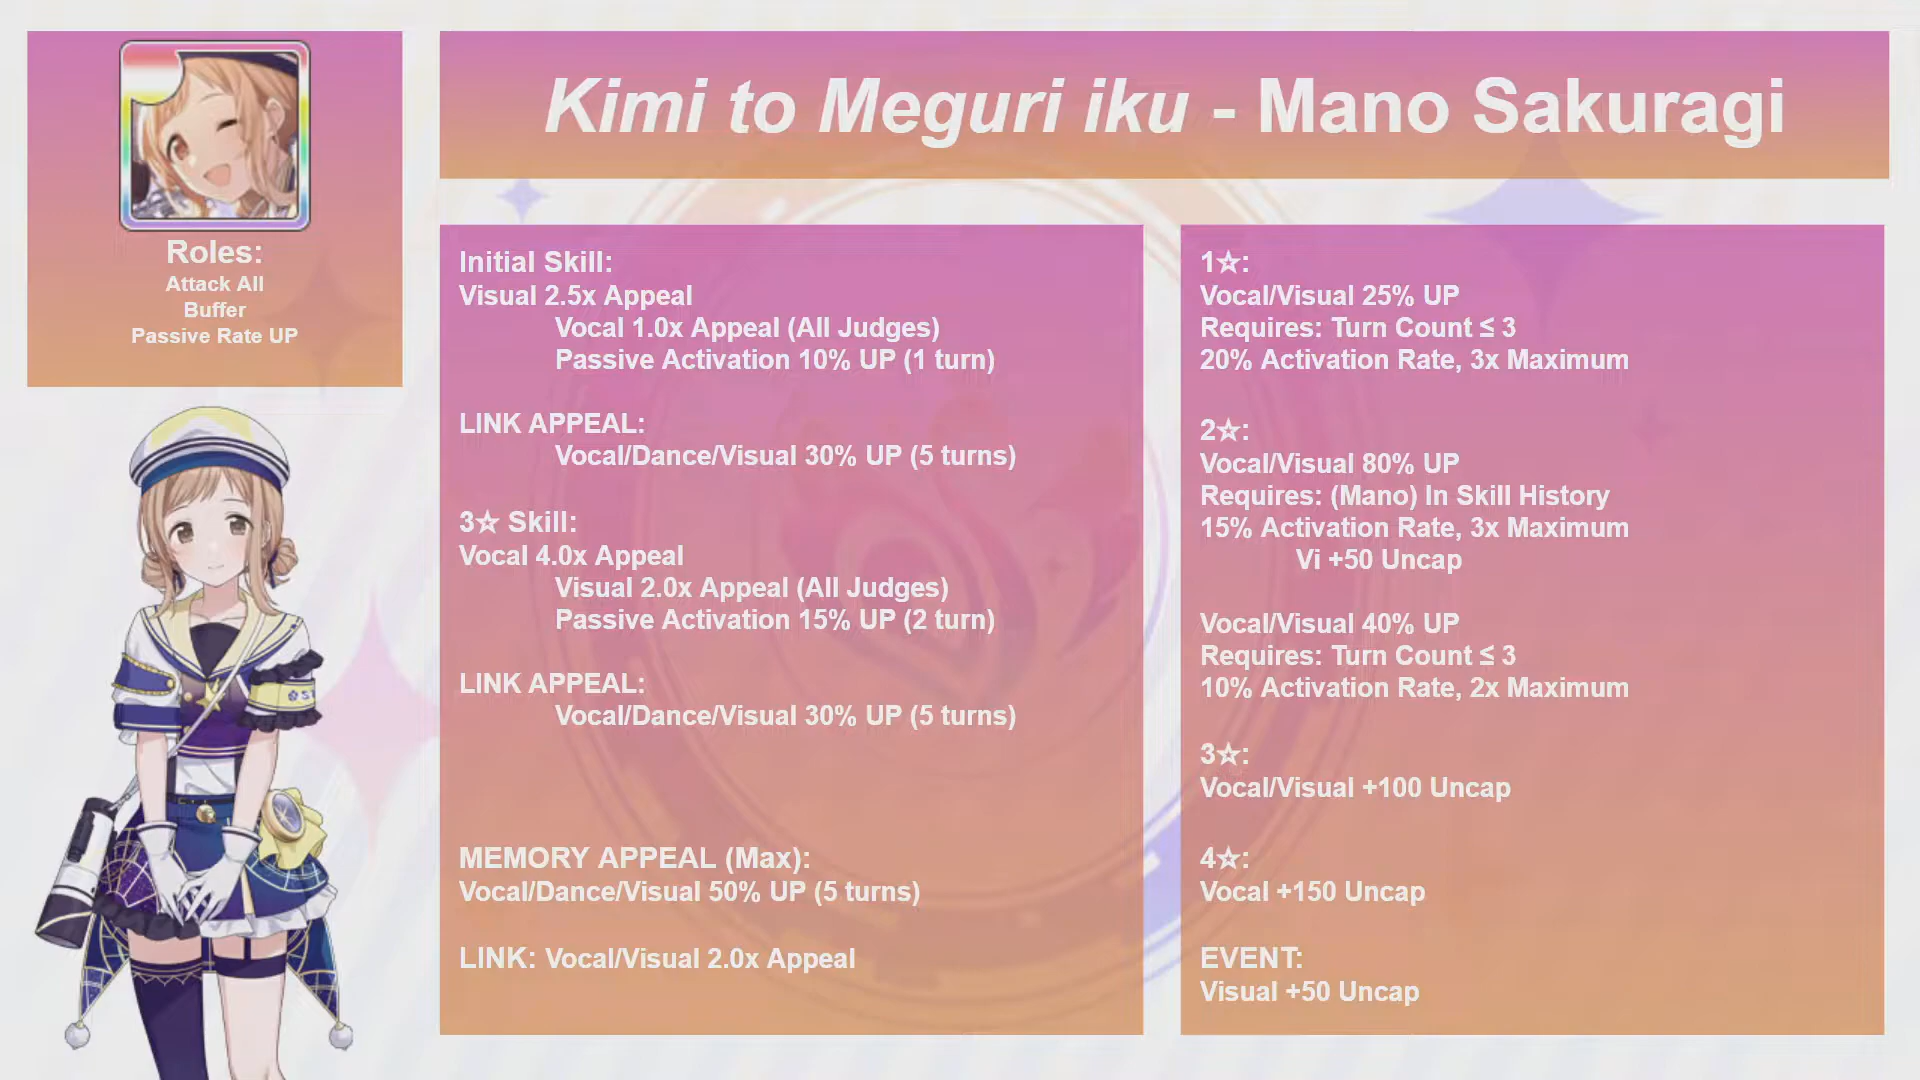 Kimi to Meguri iku - Mano Sakuragi
Roles:
Attack All
Buffer
Passive Rate UP
Initial Skill:
Visual 2.5x Appeal
Vocal 1.0x Appeal (All Judges)
Passive Activation 10% UP (1 turn)
LINK APPEAL:
Vocal/Dance/Visual 30% UP (5 turns)
3☆ Skill:
Vocal 4.0x Appeal
Visual 2.0x Appeal (All Judges)
Passive Activation 15% UP (2 turn)
LINK APPEAL:
Vocal/Dance/Visual 30% UP (5 turns)
MEMORY APPEAL (Max):
Vocal/Dance/Visual 50% UP (5 turns)
LINK: Vocal/Visual 2.0x Appeal
1☆:
Vocal/Visual 25% UP
Requires: Turn Count ≤ 3
20% Activation Rate, 3x Maximum
2☆:
Vocal/Visual 80% UP
Requires: (Mano) In Skill History
15% Activation Rate, 3x Maximum
Vi +50 Uncap
Vocal/Visual 40% UP
Requires: Turn Count ≤ 3
10% Activation Rate, 2x Maximum
3☆:
Vocal/Visual +100 Uncap
4☆:
Vocal +150 Uncap
EVENT:
Visual +50 Uncap